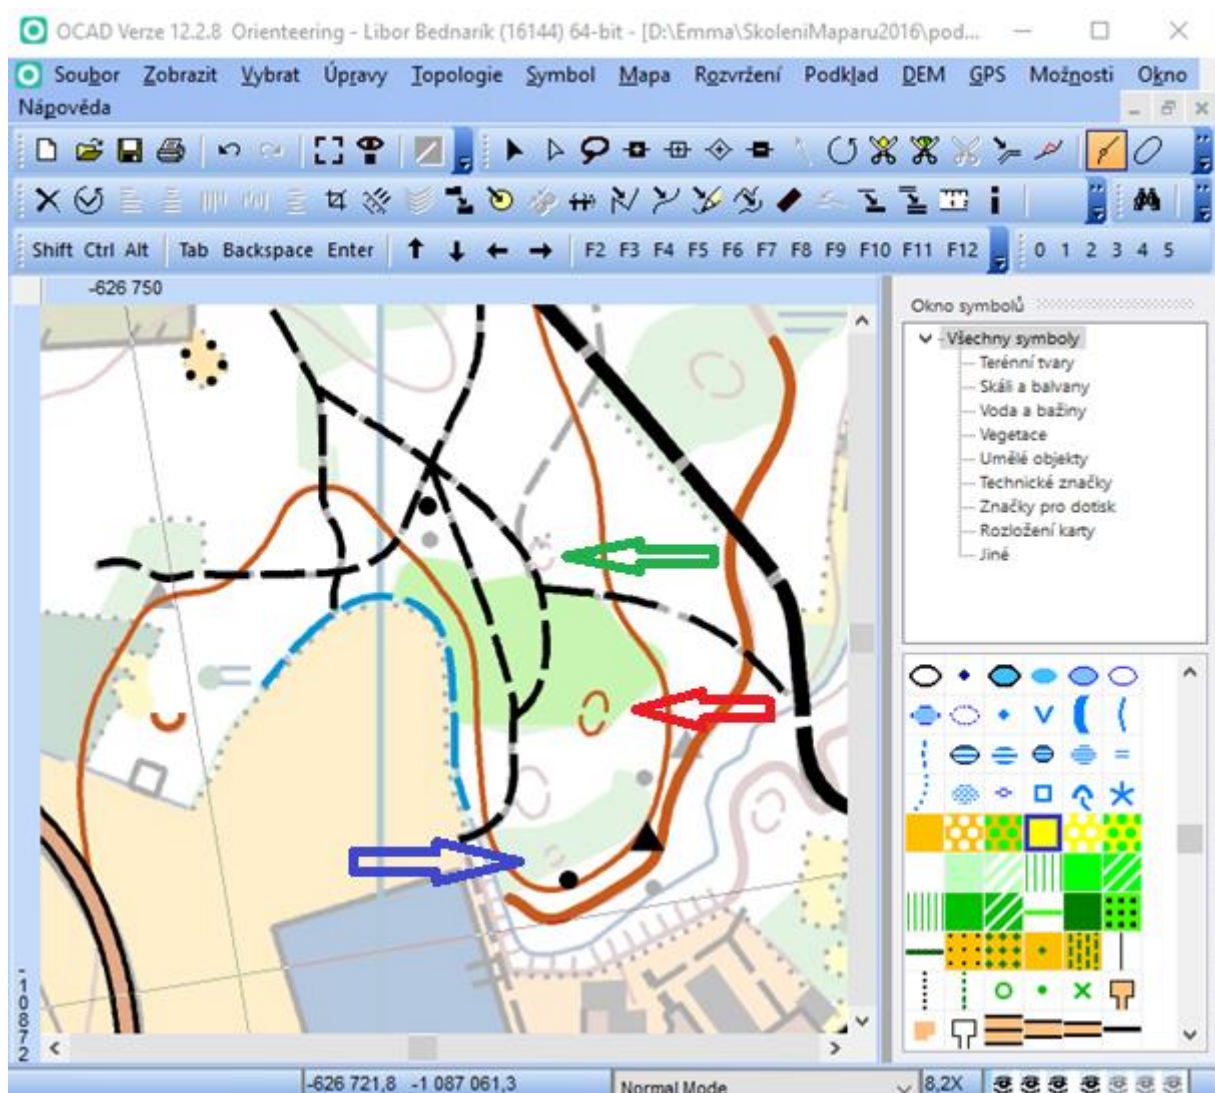 OCAD Verze 12.2.8 Orienteering - Libor Bednarík (16144) 64-bit - [D:\Emma\SkoleniMaparu2016\pod...
Soubor Zobrazit Vybrat Úpravy Topologie Symbol Mapa Rozvržení Podklad DEM GPS Možnosti Okno
Nápověda
Shift Ctrl Alt Tab Backspace Enter F2 F3 F4 F5 F6 F7 F8 F9 F10 F11 F12 0 1 2 3 4 5
-626 750
Okno symbolů
Všechny symboly
Terénní tvary
Skáli a balvany
Voda a bažiny
Vegetace
Umělé objekty
Technické značky
Značky pro dotisk
Rozložení karty
Jiné
-10872
-626 721,8 -1 087 061,3 Normal Mode 8,2X